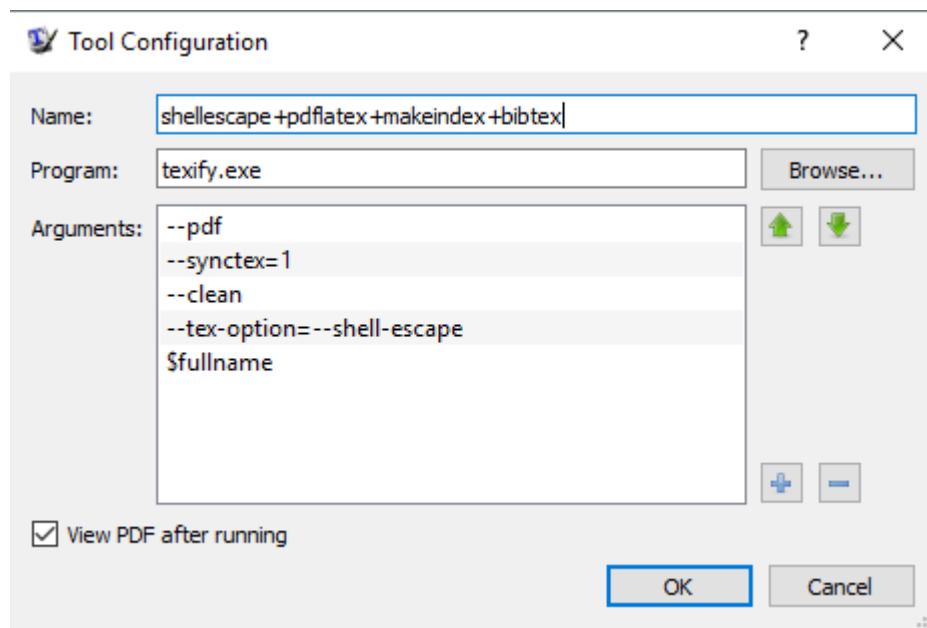 Tool Configuration ?
Name: shellescape+pdflatex+makeindex+bibtex
Program: texify.exe Browse...
Arguments: --pdf
--synctex=1
--clean
--tex-option=--shell-escape
$fullname
View PDF after running
OK Cancel